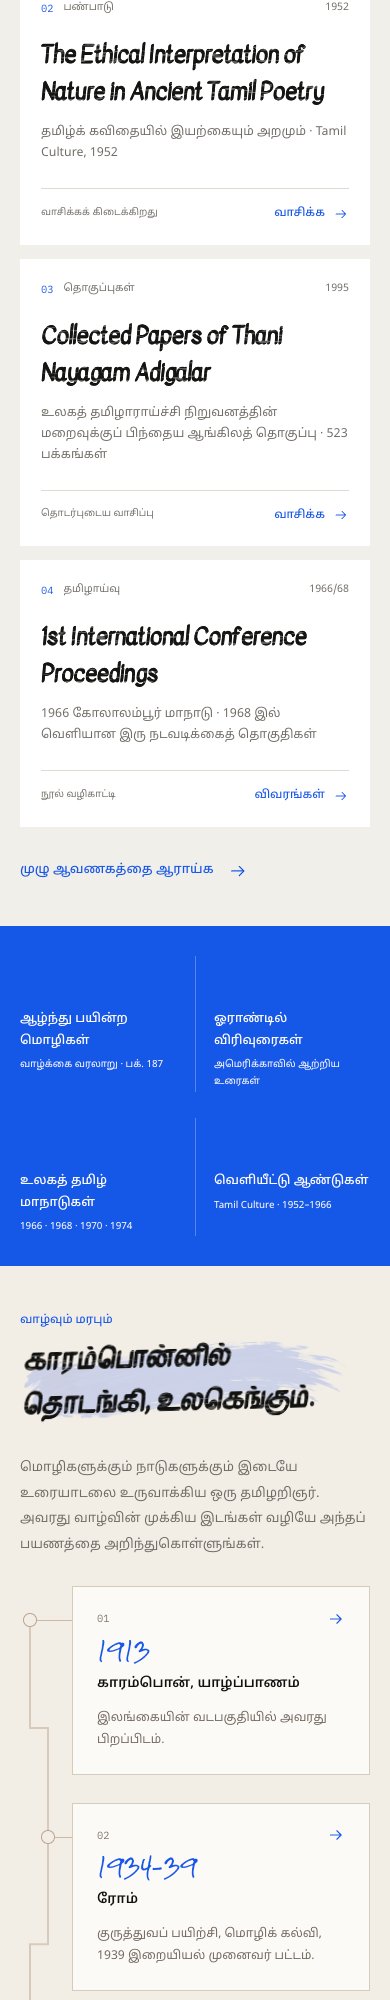 02 பண்பாடு 1952
The Ethical Interpretation of
Nature in Ancient Tamil Poetry
தமிழ்க் கவிதையில் இயற்கையும் அறமும் · Tamil
Culture, 1952
வாசிக்கக் கிடைக்கிறது வாசிக்க →
03 தொகுப்புகள் 1995
Collected Papers of Thani
Nayagam Adigalar
உலகத் தமிழாராய்ச்சி நிறுவனத்தின்
மறைவுக்குப் பிந்தைய ஆங்கிலத் தொகுப்பு · 523
பக்கங்கள்
தொடர்புடைய வாசிப்பு வாசிக்க →
04 தமிழாய்வு 1966/68
1st International Conference
Proceedings
1966 கோலாலம்பூர் மாநாடு · 1968 இல்
வெளியான இரு நடவடிக்கைத் தொகுதிகள்
நூல் வழிகாட்டி விவரங்கள் →
முழு ஆவணகத்தை ஆராய்க →
ஆழ்ந்து பயின்ற
மொழிகள்
வாழ்க்கை வரலாறு · பக். 187
ஓராண்டில்
விரிவுரைகள்
அமெரிக்காவில் ஆற்றிய
உரைகள்
உலகத் தமிழ்
மாநாடுகள்
1966 · 1968 · 1970 · 1974
வெளியீட்டு ஆண்டுகள்
Tamil Culture · 1952–1966
வாழ்வும் மரபும்
காரம்பொன்னில்
தொடங்கி, உலகெங்கும்.
மொழிகளுக்கும் நாடுகளுக்கும் இடையே
உரையாடலை உருவாக்கிய ஒரு தமிழறிஞர்.
அவரது வாழ்வின் முக்கிய இடங்கள் வழியே அந்தப்
பயணத்தை அறிந்துகொள்ளுங்கள்.
01 →
1913
காரம்பொன், யாழ்ப்பாணம்
இலங்கையின் வடபகுதியில் அவரது
பிறப்பிடம்.
02 →
1934–39
ரோம்
குருத்துவப் பயிற்சி, மொழிக் கல்வி,
1939 இறையியல் முனைவர் பட்டம்.